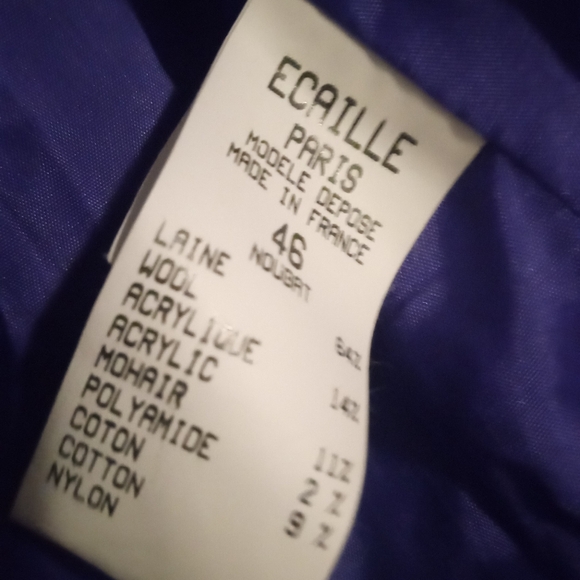 ECAILLE
PARIS
MODELE DEPOSE
MADE IN FRANCE
46
NOUGAT
LAINE 64%
WOOL
ACRYLIQUE 14%
ACRYLIC
MOHAIR 11%
POLYAMIDE 2 %
COTON 9 %
COTTON
NYLON